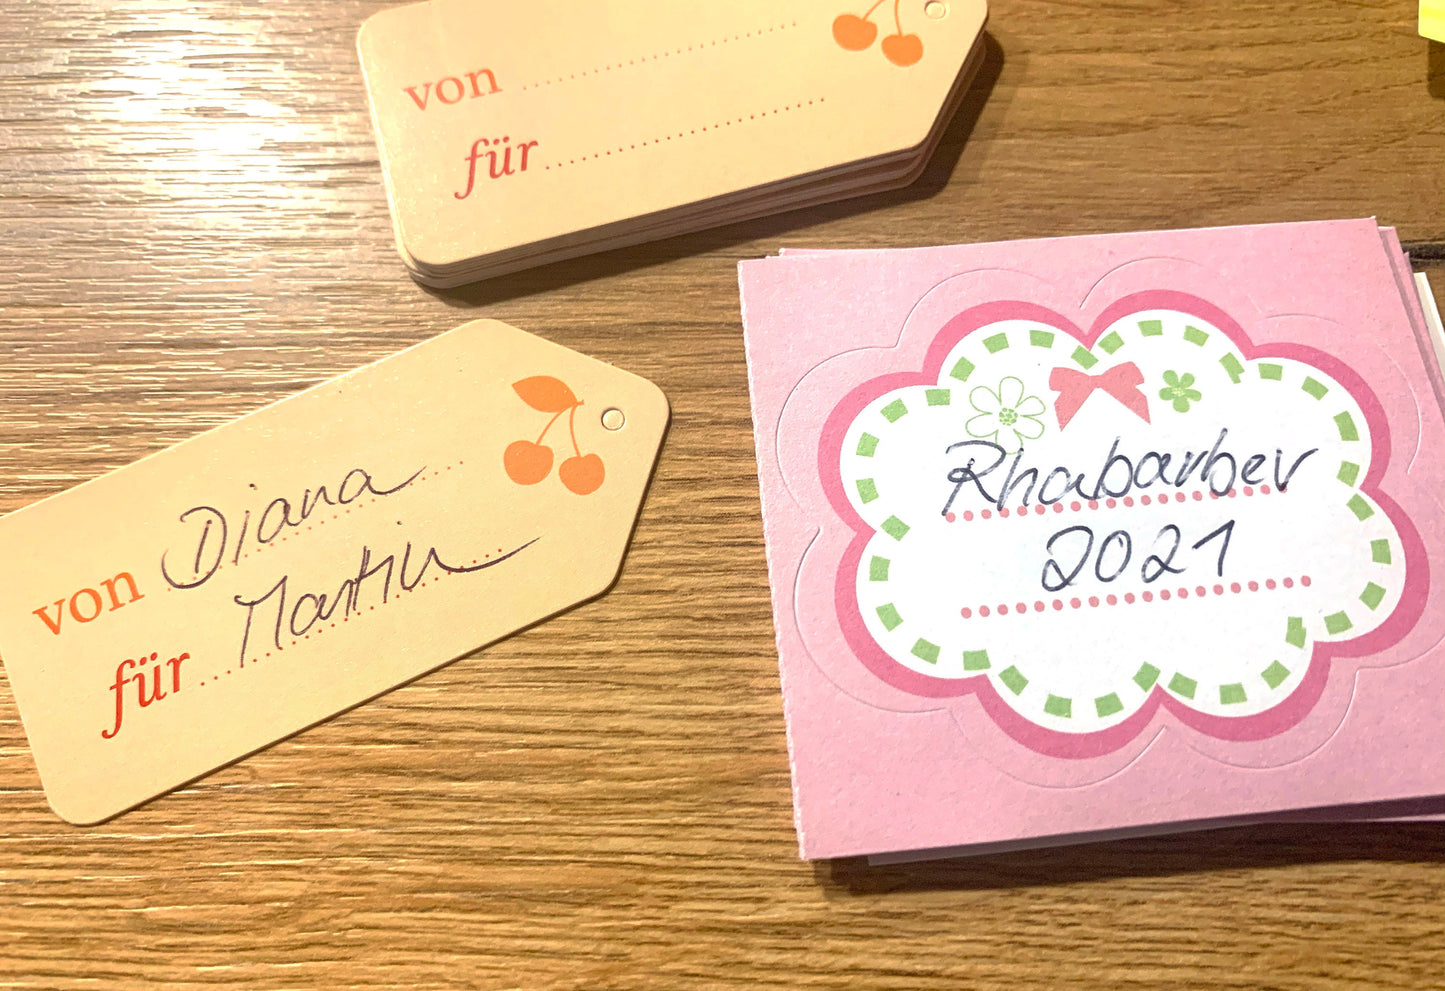 von
für
von Diana
für Martin
Rhabarber
2021